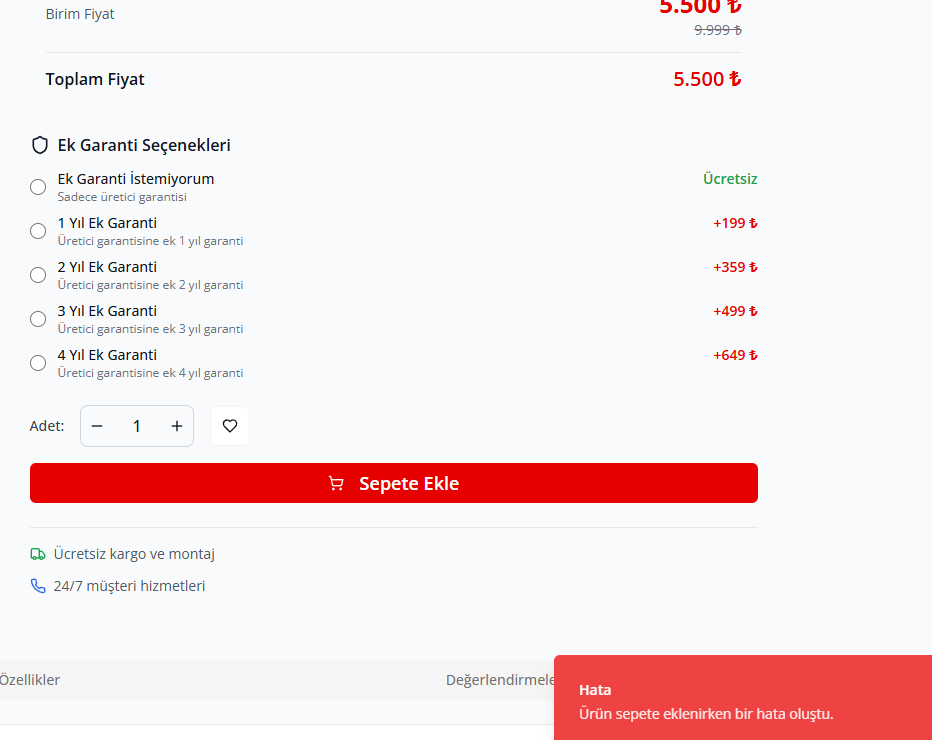 5.500 ₺
Birim Fiyat
9.999 ₺
Toplam Fiyat 5.500 ₺
Ek Garanti Seçenekleri
Ek Garanti İstemiyorum Ücretsiz
Sadece üretici garantisi
1 Yıl Ek Garanti +199 ₺
Üretici garantisine ek 1 yıl garanti
2 Yıl Ek Garanti +359 ₺
Üretici garantisine ek 2 yıl garanti
3 Yıl Ek Garanti +499 ₺
Üretici garantisine ek 3 yıl garanti
4 Yıl Ek Garanti +649 ₺
Üretici garantisine ek 4 yıl garanti
Adet: 1
Sepete Ekle
Ücretsiz kargo ve montaj
24/7 müşteri hizmetleri
Özellikler Değerlendirmele
Hata
Ürün sepete eklenirken bir hata oluştu.